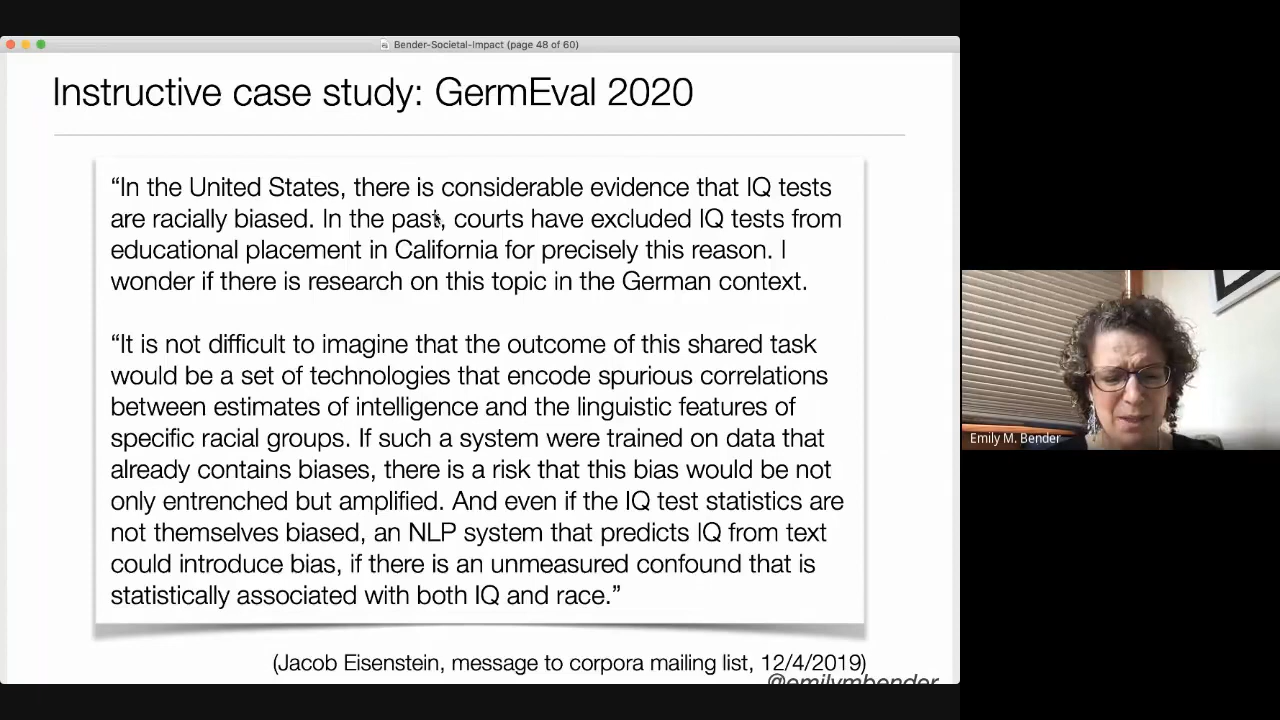 Bender-Societal-Impact (page 48 of 60)
Instructive case study: GermEval 2020
“In the United States, there is considerable evidence that IQ tests
are racially biased. In the past, courts have excluded IQ tests from
educational placement in California for precisely this reason. I
wonder if there is research on this topic in the German context.
“It is not difficult to imagine that the outcome of this shared task
would be a set of technologies that encode spurious correlations
between estimates of intelligence and the linguistic features of
specific racial groups. If such a system were trained on data that
already contains biases, there is a risk that this bias would be not
only entrenched but amplified. And even if the IQ test statistics are
not themselves biased, an NLP system that predicts IQ from text
could introduce bias, if there is an unmeasured confound that is
statistically associated with both IQ and race.”
(Jacob Eisenstein, message to corpora mailing list, 12/4/2019)
@emilymbender
Emily M. Bender